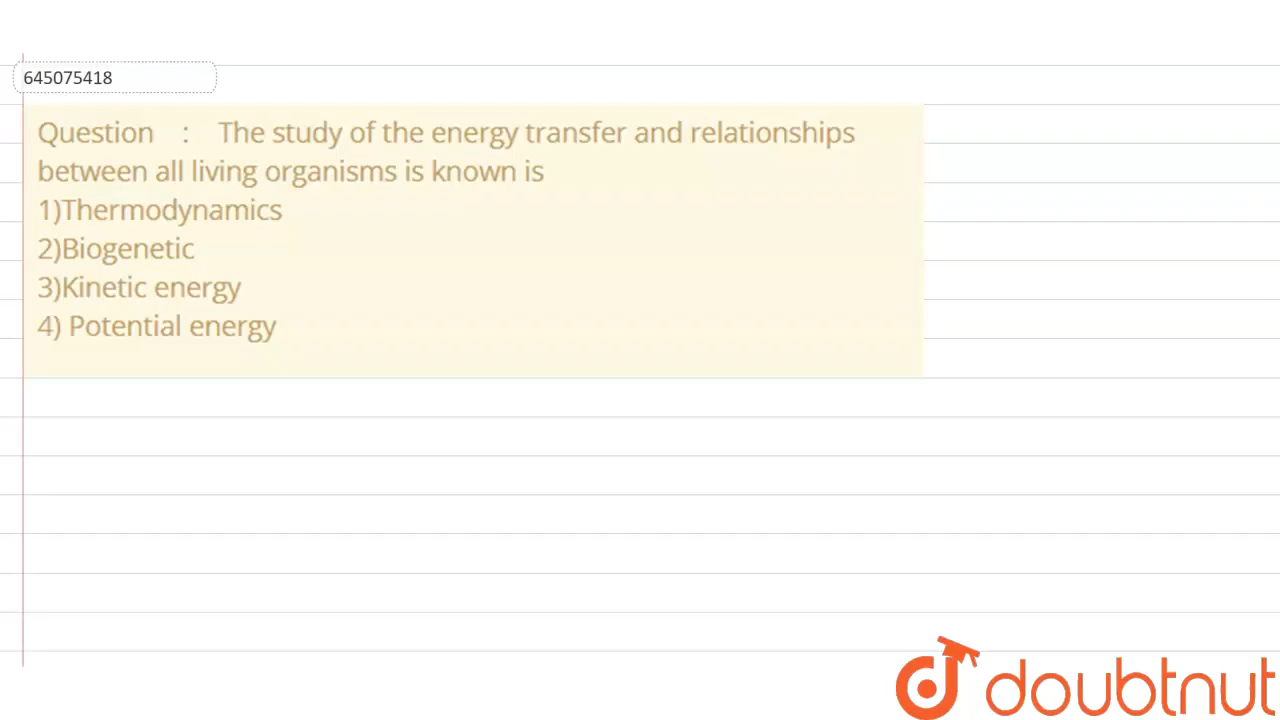 645075418
Question : The study of the energy transfer and relationships
between all living organisms is known is
1)Thermodynamics
2)Biogenetic
3)Kinetic energy
4) Potential energy
doubtnut